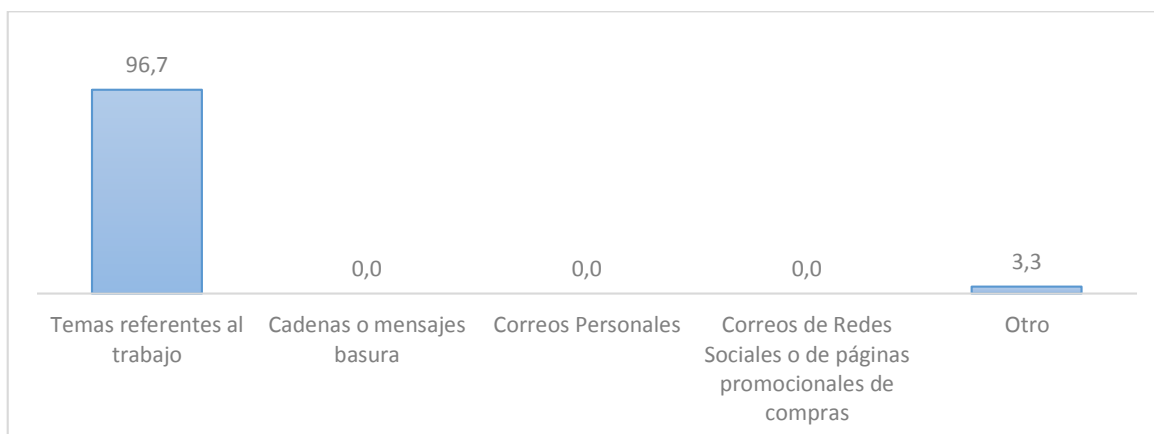 96,7
0,0
0,0
0,0
3,3
Temas referentes al
trabajo
Cadenas o mensajes
basura
Correos Personales
Correos de Redes
Sociales o de páginas
promocionales de
compras
Otro